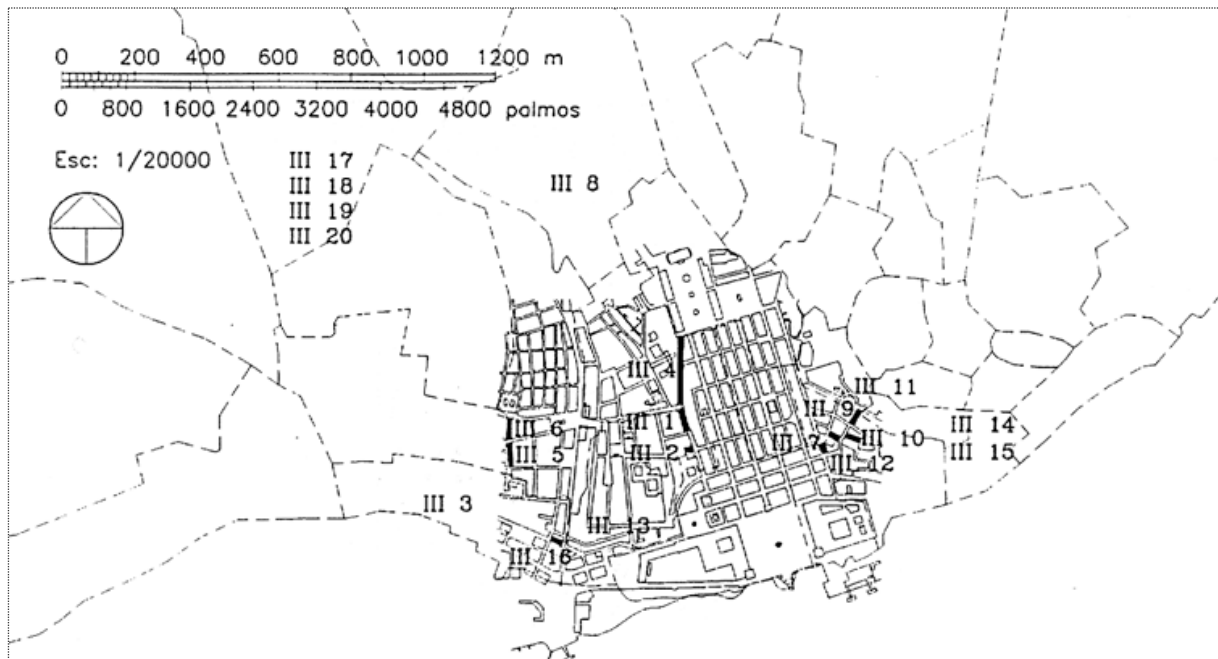 0 200 400 600 800 1000 1200 m
0 800 1600 2400 3200 4000 4800 palmos
Esc: 1/20000
III 17
III 18
III 19
III 20
III 8
III 4
III 11
III 9
III 1
III 6
III 14
III 10
III 7
III 2
III 5
III 15
III 12
III 3
III 13
III 16